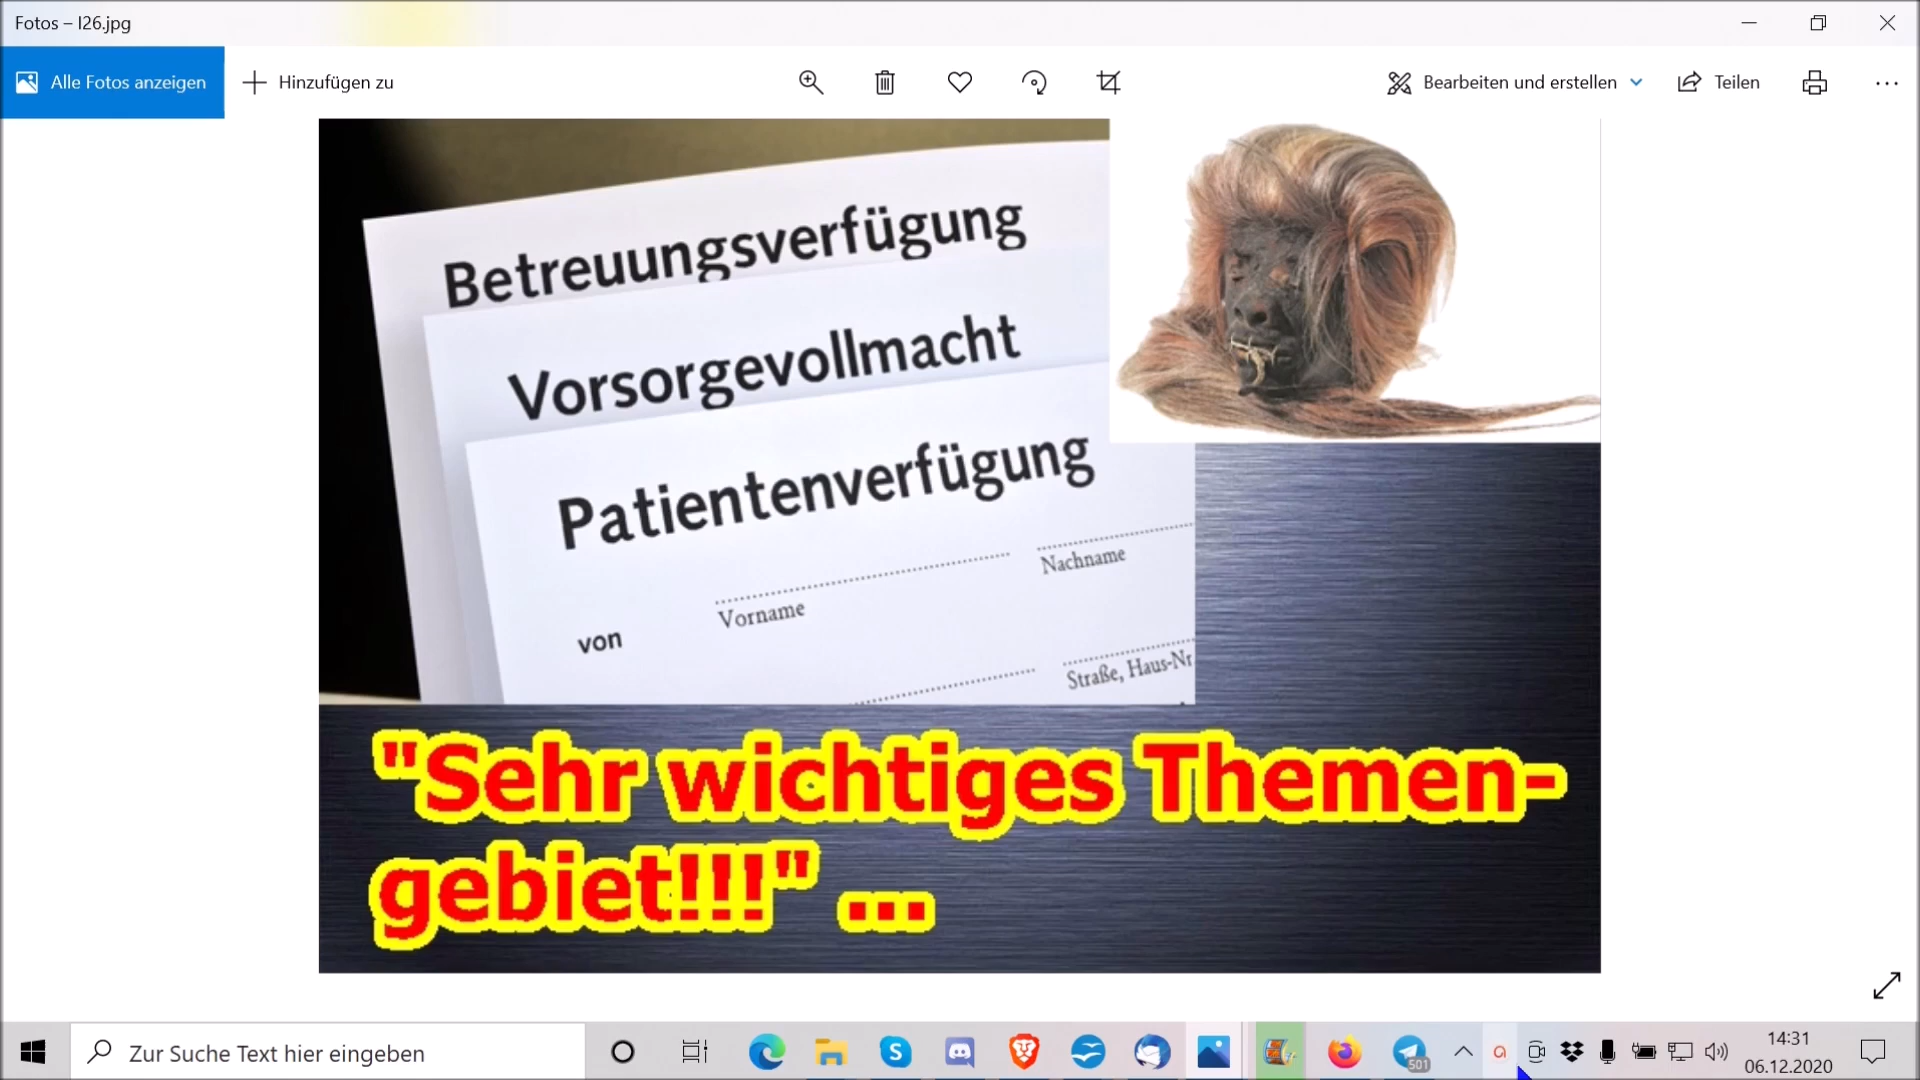 Fotos – I26.jpg
Alle Fotos anzeigen
Hinzufügen zu
Bearbeiten und erstellen
Teilen
Betreuungsverfügung
Vorsorgevollmacht
Patientenverfügung
Nachname
Vorname
von
Straße, Haus-Nr
"Sehr wichtiges Themen-
gebiet!!!" ...
Zur Suche Text hier eingeben
501
14:31
06.12.2020